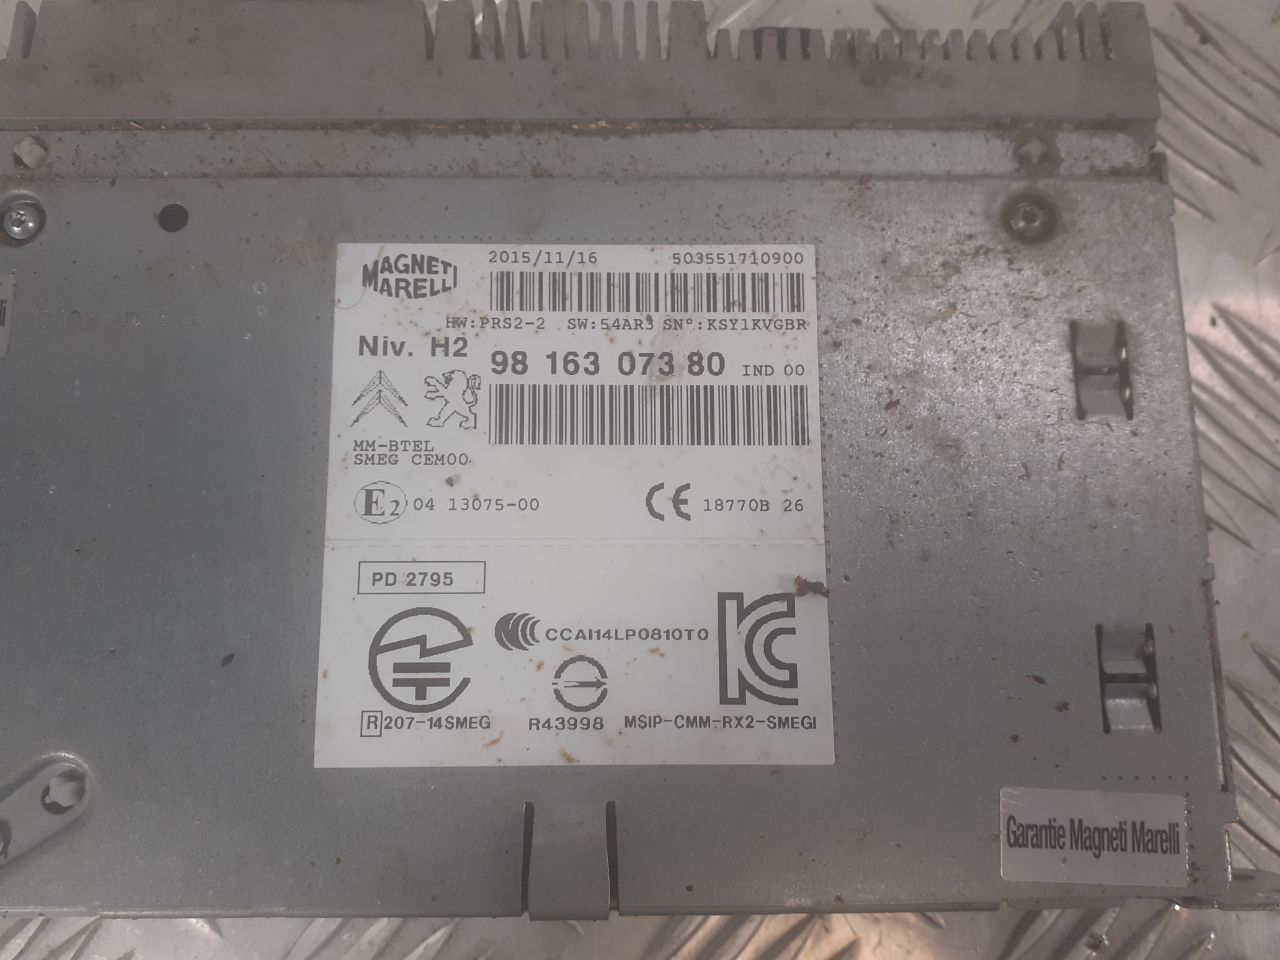 MAGNETI
MARELLI
2015/11/16 503551710900
HW:PRS2-2 SW:54AR3 SN°:KSY1KVGBR
Niv. H2
98 163 073 80 IND 00
MM-BTEL
SMEG CEM00
E2 04 13075-00
CE 18770B 26
PD 2795
CCAI14LP0810T0
R 207-14SMEG
R43998
MSIP-CMM-RX2-SMEGI
Garantie Magneti Marelli